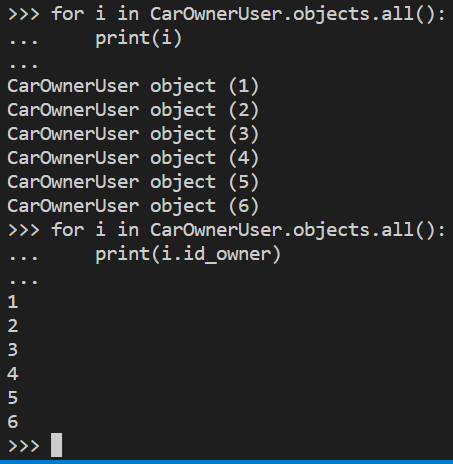 >>> for i in CarOwnerUser.objects.all():
...     print(i)
...
CarOwnerUser object (1)
CarOwnerUser object (2)
CarOwnerUser object (3)
CarOwnerUser object (4)
CarOwnerUser object (5)
CarOwnerUser object (6)
>>> for i in CarOwnerUser.objects.all():
...     print(i.id_owner)
...
1
2
3
4
5
6
>>>